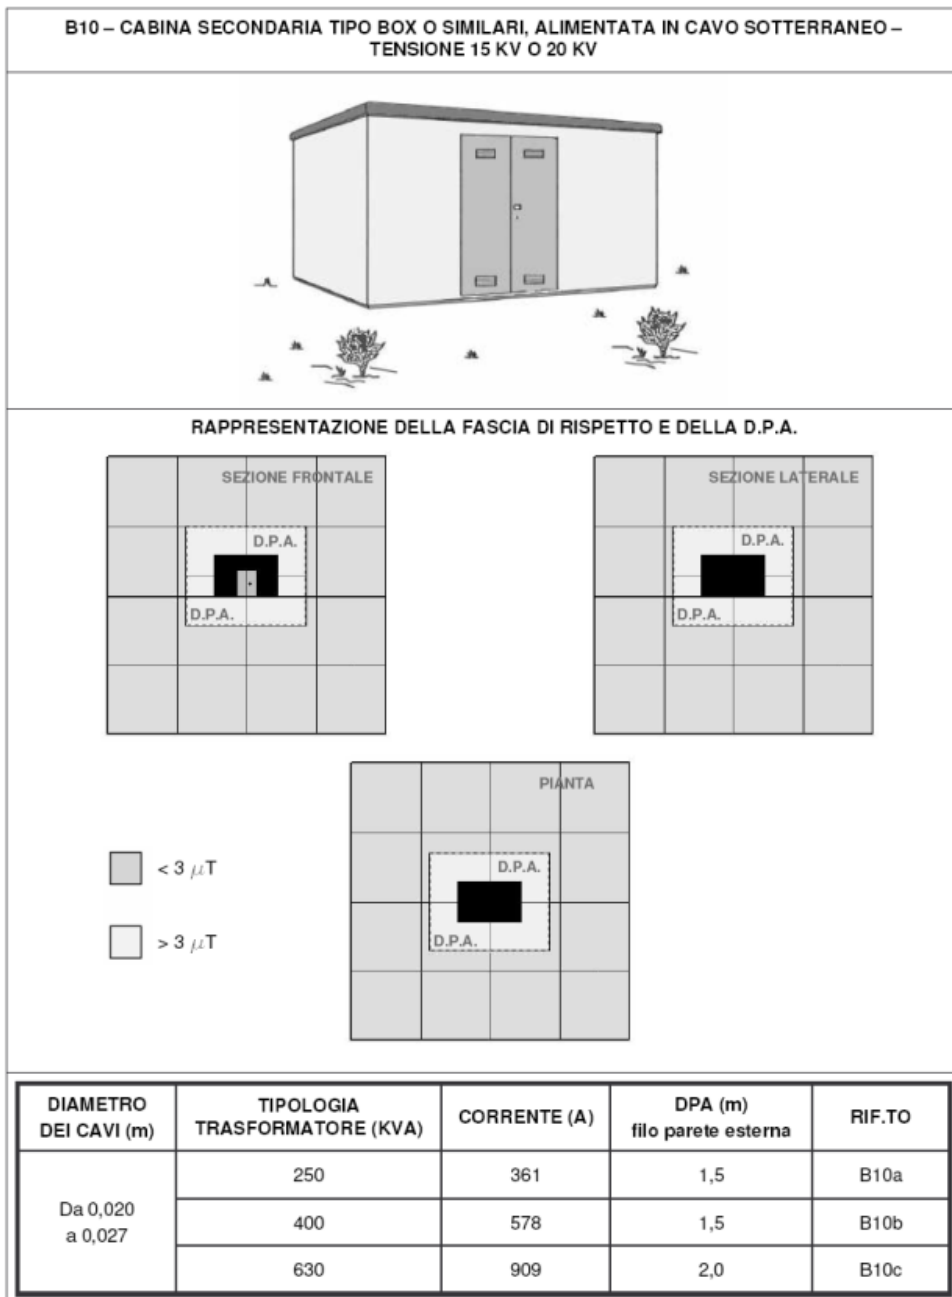 B10 – CABINA SECONDARIA TIPO BOX O SIMILARI, ALIMENTATA IN CAVO SOTTERRANEO –
TENSIONE 15 KV O 20 KV
RAPPRESENTAZIONE DELLA FASCIA DI RISPETTO E DELLA D.P.A.
SEZIONE FRONTALE
D.P.A.
D.P.A.
SEZIONE LATERALE
D.P.A.
D.P.A.
PIANTA
D.P.A.
D.P.A.
< 3 μT
> 3 μT
DIAMETRO
DEI CAVI (m)
TIPOLOGIA
TRASFORMATORE (KVA)
CORRENTE (A)
DPA (m)
filo parete esterna
RIF.TO
Da 0,020
a 0,027
250
361
1,5
B10a
400
578
1,5
B10b
630
909
2,0
B10c